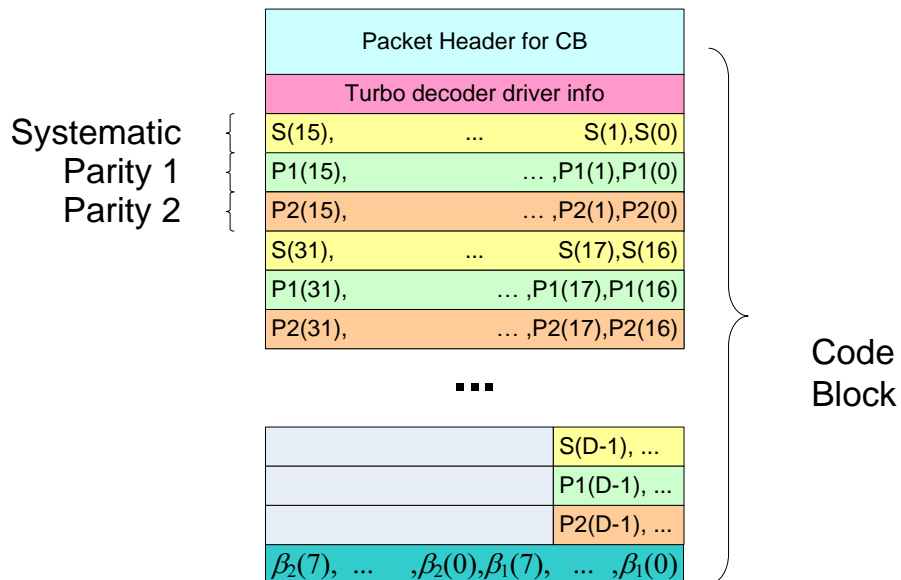 Packet Header for CB
Turbo decoder driver info
Systematic
S(15), ... S(1),S(0)
Parity 1
P1(15), ... ,P1(1),P1(0)
Parity 2
P2(15), ... ,P2(1),P2(0)
S(31), ... S(17),S(16)
P1(31), ... ,P1(17),P1(16)
P2(31), ... ,P2(17),P2(16)
Code
Block
...
S(D-1), ...
P1(D-1), ...
P2(D-1), ...
β₂(7), ... ,β₂(0),β₁(7), ... ,β₁(0)